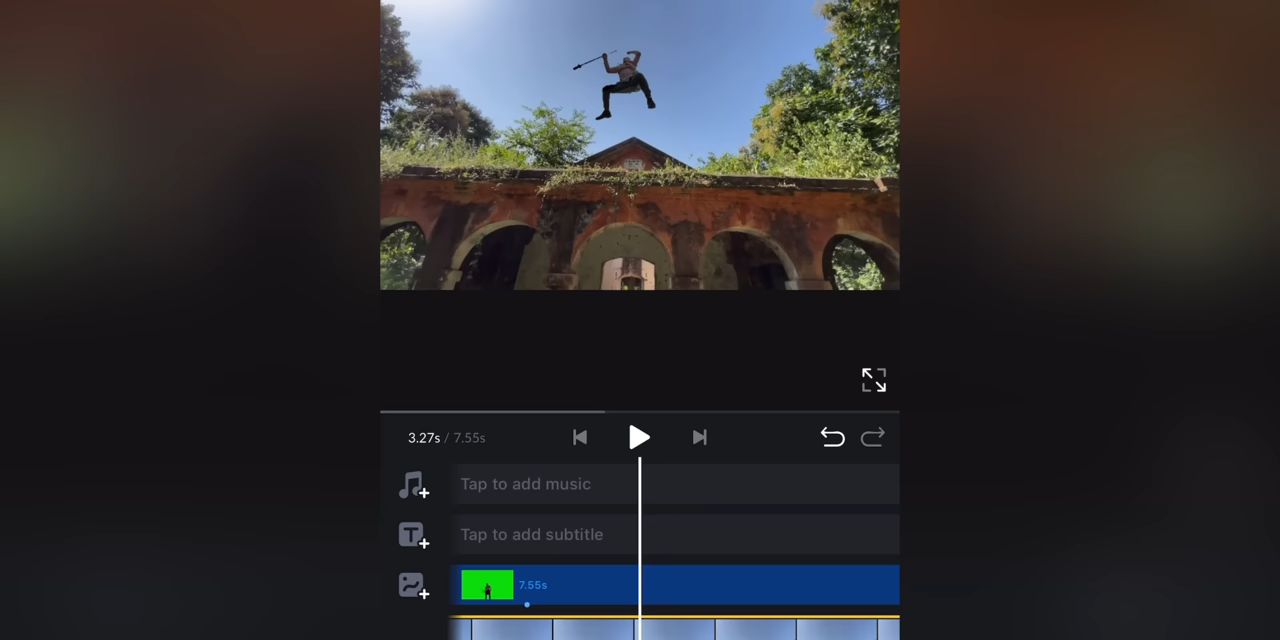 3.27s / 7.55s
Tap to add music
T
Tap to add subtitle
7.55s